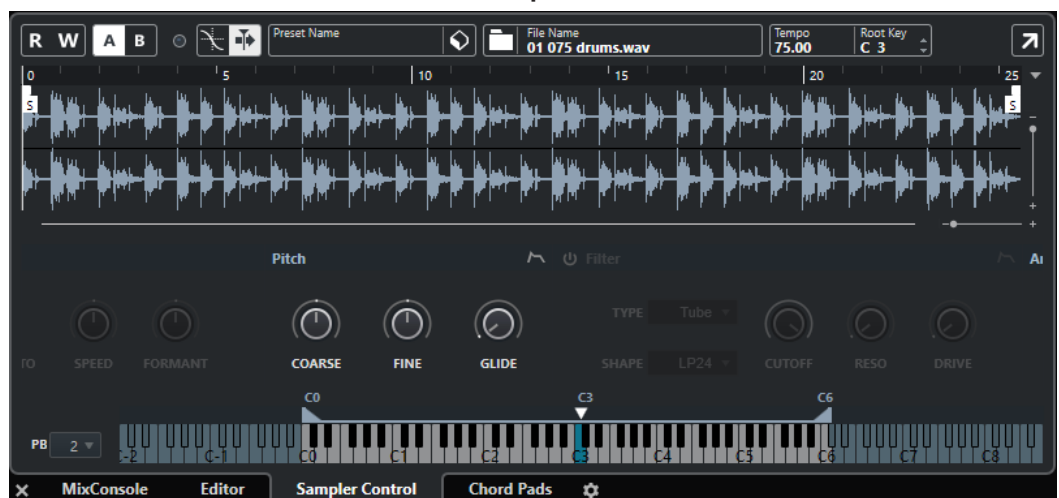 Preset Name File Name Tempo Root Key
R W A B 01 075 drums.wav 75.00 C 3
0 5 10 15 20 25
S S
Pitch Filter
TYPE Tube
SPEED FORMANT COARSE FINE GLIDE SHAPE LP24 CUTOFF RESO DRIVE
C0 C3 C6
PB 2 C-1 C0 C1 C2 C3 C4 C5 C6 C7 C8
MixConsole Editor Sampler Control Chord Pads